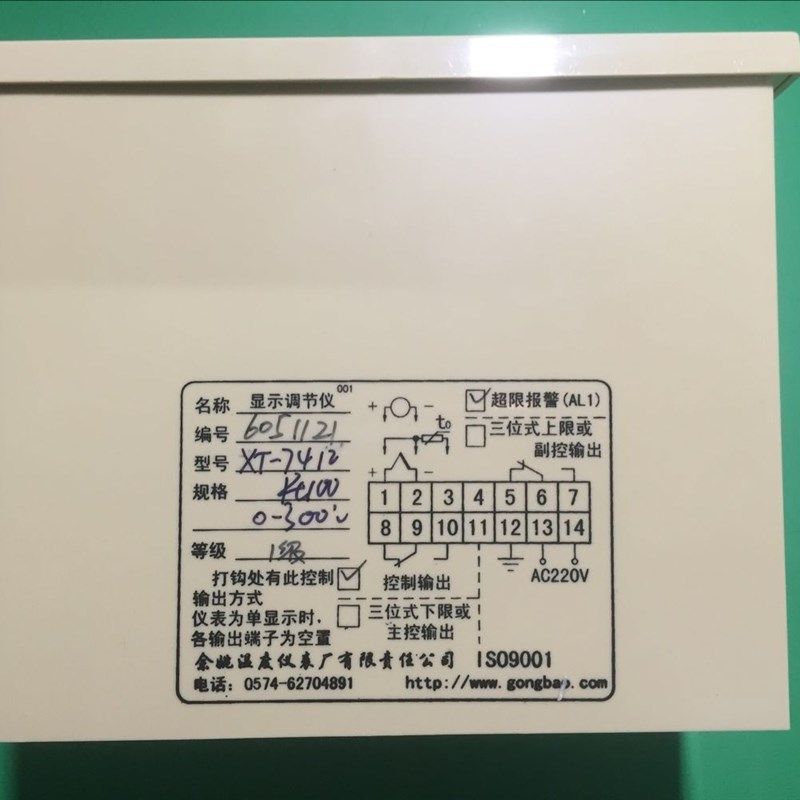 名称 显示调节仪 001
编号 6051121
型号 XT-7412
规格 Pt100
0-300℃
等级 1级
打钩处有此控制
输出方式
仪表为单显示时,
各输出端子为空置
+ -
t₀
+ -
超限报警(AL1)
三位式上限或
副控输出
1 2 3 4 5 6 7
8 9 10 11 12 13 14
控制输出
AC220V
三位式下限或
主控输出
余姚温度仪表厂有限责任公司 ISO9001
电话: 0574-62704891 http://www.gongbao.com